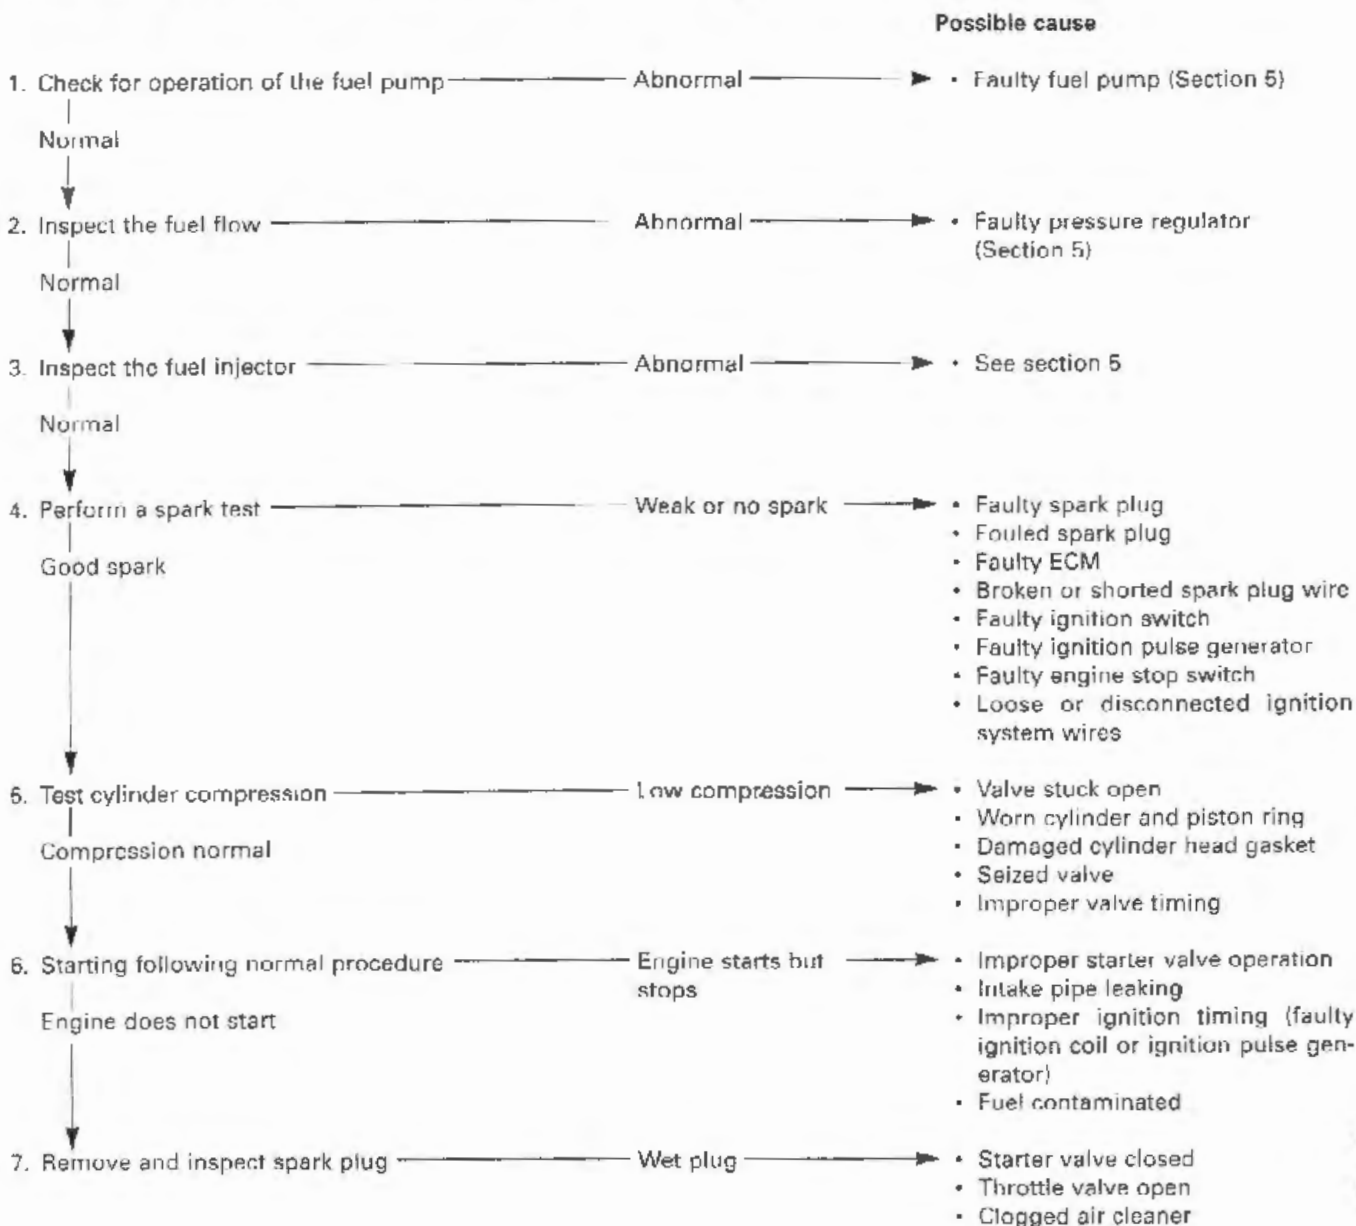 Possible cause
1. Check for operation of the fuel pump Abnormal • Faulty fuel pump (Section 5)
Normal
2. Inspect the fuel flow Abnormal • Faulty pressure regulator
(Section 5)
Normal
3. Inspect the fuel injector Abnormal • See section 5
Normal
4. Perform a spark test Weak or no spark • Faulty spark plug
• Fouled spark plug
Good spark
• Faulty ECM
• Broken or shorted spark plug wire
• Faulty ignition switch
• Faulty ignition pulse generator
• Faulty engine stop switch
• Loose or disconnected ignition
system wires
5. Test cylinder compression Low compression • Valve stuck open
• Worn cylinder and piston ring
Compression normal
• Damaged cylinder head gasket
• Seized valve
• Improper valve timing
6. Starting following normal procedure Engine starts but
stops
• Improper starter valve operation
• Intake pipe leaking
Engine does not start
• Improper ignition timing (faulty
ignition coil or ignition pulse gen-
erator)
• Fuel contaminated
7. Remove and inspect spark plug Wet plug • Starter valve closed
• Throttle valve open
• Clogged air cleaner